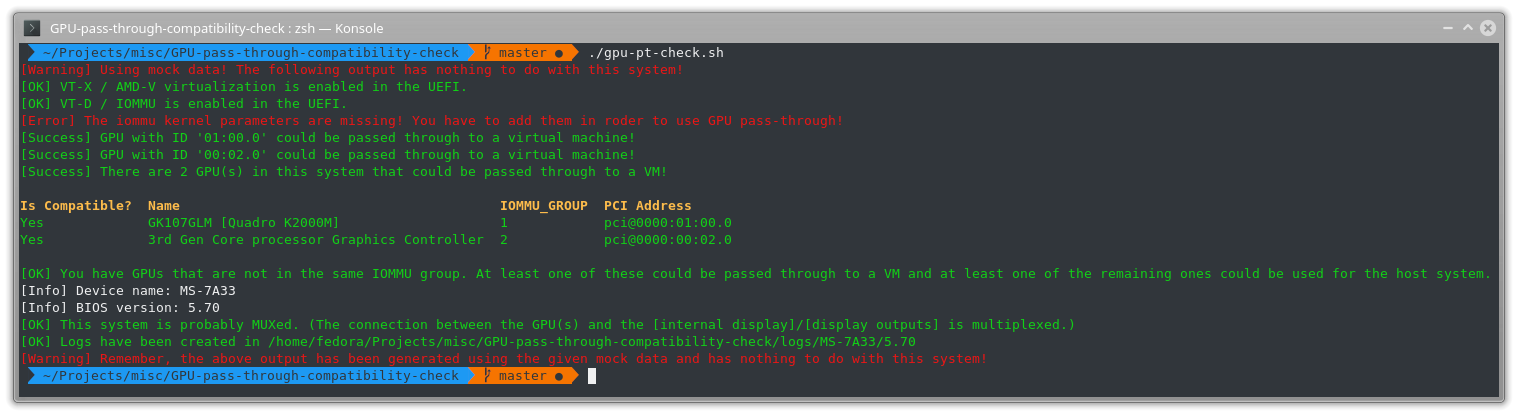 GPU-pass-through-compatibility-check : zsh — Konsole
~/Projects/misc/GPU-pass-through-compatibility-check master ● ./gpu-pt-check.sh
[Warning] Using mock data! The following output has nothing to do with this system!
[OK] VT-X / AMD-V virtualization is enabled in the UEFI.
[OK] VT-D / IOMMU is enabled in the UEFI.
[Error] The iommu kernel parameters are missing! You have to add them in roder to use GPU pass-through!
[Success] GPU with ID '01:00.0' could be passed through to a virtual machine!
[Success] GPU with ID '00:02.0' could be passed through to a virtual machine!
[Success] There are 2 GPU(s) in this system that could be passed through to a VM!
Is Compatible? Name IOMMU_GROUP PCI Address
Yes GK107GLM [Quadro K2000M] 1 pci@0000:01:00.0
Yes 3rd Gen Core processor Graphics Controller 2 pci@0000:00:02.0
[OK] You have GPUs that are not in the same IOMMU group. At least one of these could be passed through to a VM and at least one of the remaining ones could be used for the host system.
[Info] Device name: MS-7A33
[Info] BIOS version: 5.70
[OK] This system is probably MUXed. (The connection between the GPU(s) and the [internal display]/[display outputs] is multiplexed.)
[OK] Logs have been created in /home/fedora/Projects/misc/GPU-pass-through-compatibility-check/logs/MS-7A33/5.70
[Warning] Remember, the above output has been generated using the given mock data and has nothing to do with this system!
~/Projects/misc/GPU-pass-through-compatibility-check master ●